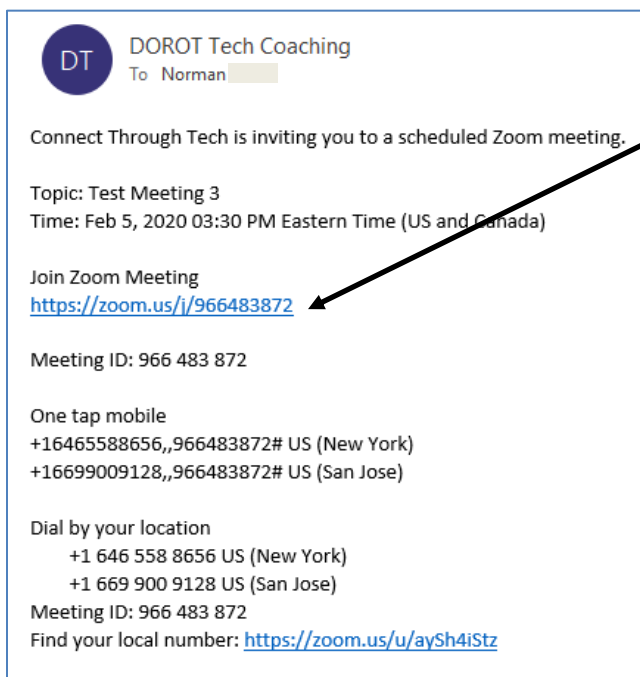 DT
DOROT Tech Coaching
To Norman
Connect Through Tech is inviting you to a scheduled Zoom meeting.
Topic: Test Meeting 3
Time: Feb 5, 2020 03:30 PM Eastern Time (US and Canada)
Join Zoom Meeting
https://zoom.us/j/966483872
Meeting ID: 966 483 872
One tap mobile
+16465588656,,966483872# US (New York)
+16699009128,,966483872# US (San Jose)
Dial by your location
+1 646 558 8656 US (New York)
+1 669 900 9128 US (San Jose)
Meeting ID: 966 483 872
Find your local number: https://zoom.us/u/aySh4iStz